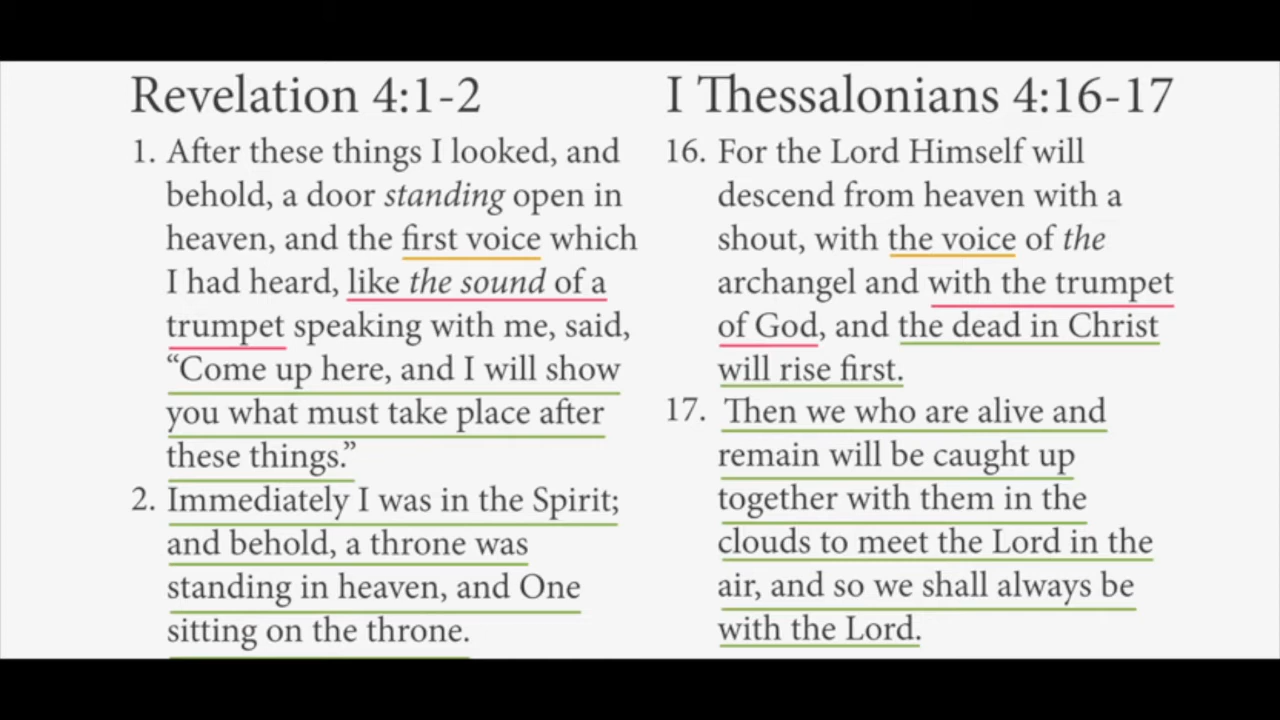 Revelation 4:1-2
1. After these things I looked, and
behold, a door standing open in
heaven, and the first voice which
I had heard, like the sound of a
trumpet speaking with me, said,
“Come up here, and I will show
you what must take place after
these things.”
2. Immediately I was in the Spirit;
and behold, a throne was
standing in heaven, and One
sitting on the throne.
I Thessalonians 4:16-17
16. For the Lord Himself will
descend from heaven with a
shout, with the voice of the
archangel and with the trumpet
of God, and the dead in Christ
will rise first.
17. Then we who are alive and
remain will be caught up
together with them in the
clouds to meet the Lord in the
air, and so we shall always be
with the Lord.